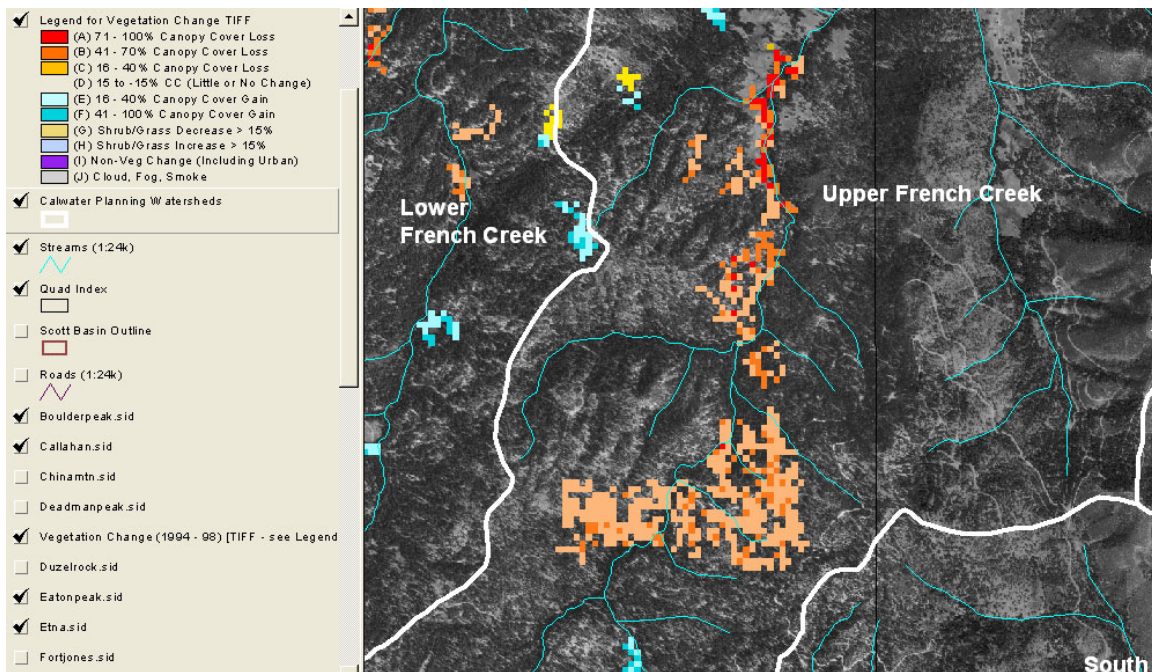 Legend for Vegetation Change TIFF
(A) 71 - 100% Canopy Cover Loss
(B) 41 - 70% Canopy Cover Loss
(C) 16 - 40% Canopy Cover Loss
(D) 15 to -15% CC (Little or No Change)
(E) 16 - 40% Canopy Cover Gain
(F) 41 - 100% Canopy Cover Gain
(G) Shrub/Grass Decrease > 15%
(H) Shrub/Grass Increase > 15%
(I) Non-Veg Change (Including Urban)
(J) Cloud, Fog, Smoke
Calwater Planning Watersheds
Streams (1:24k)
Quad Index
Scott Basin Outline
Roads (1:24k)
Boulderpeak.sid
Callahan.sid
Chinamtn.sid
Deadmanpeak.sid
Vegetation Change (1994 - 98) [TIFF - see Legend
Duzelrock.sid
Eatonpeak.sid
Etna.sid
Fortjones.sid
Lower
French Creek
Upper French Creek
South